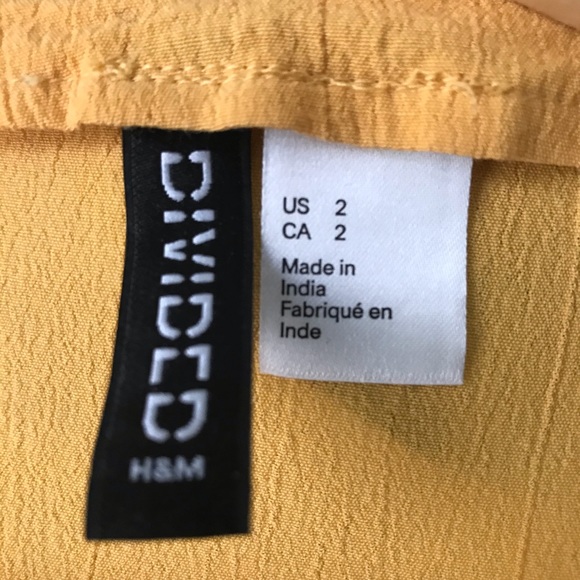 DIVIDED
H&M
US 2
CA 2
Made in
India
Fabriqué en
Inde